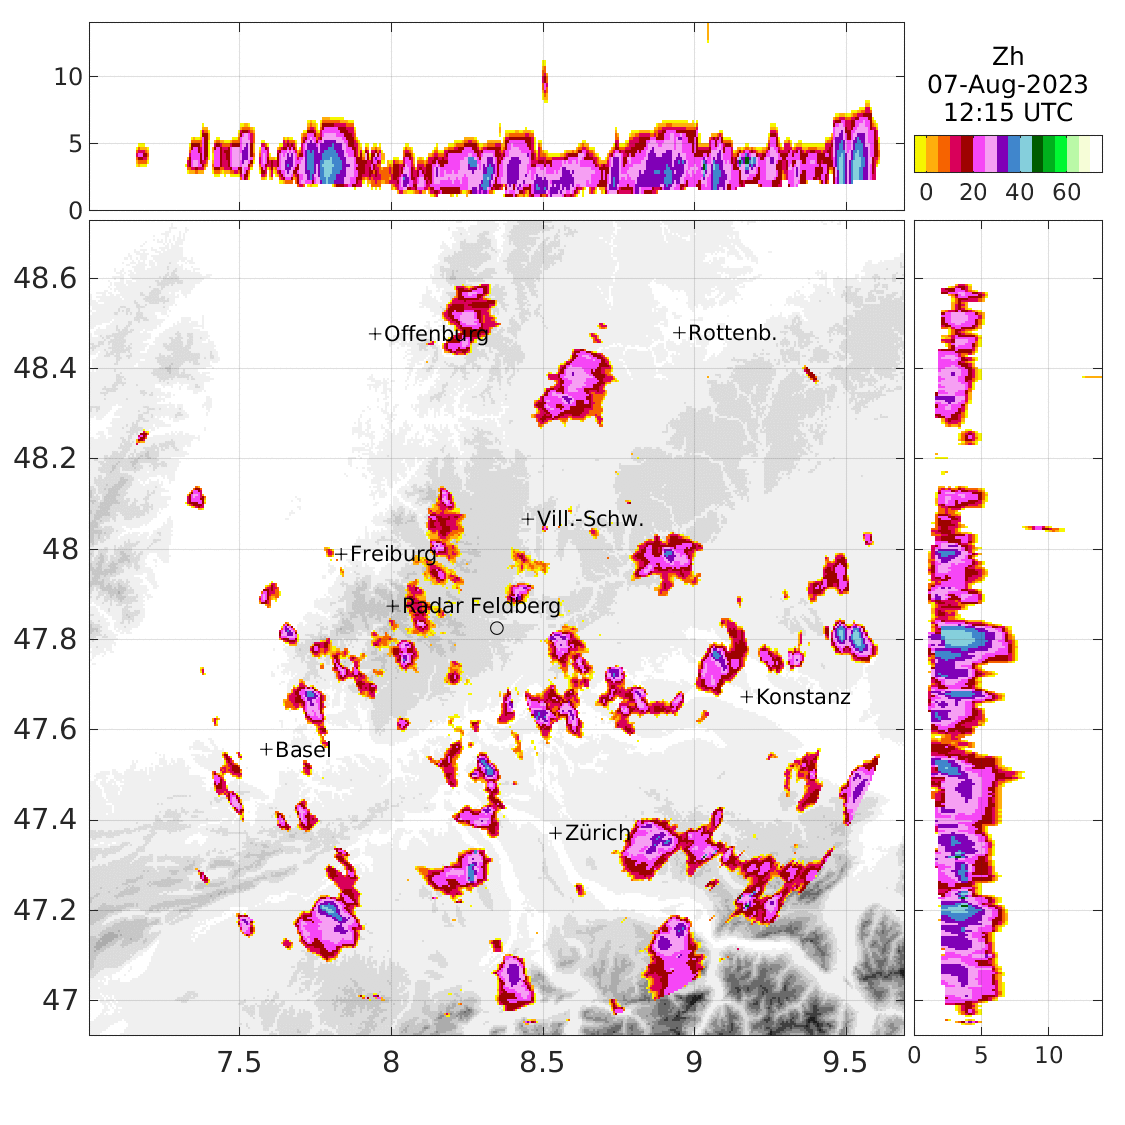 10
5
0
Zh
07-Aug-2023
12:15 UTC
0 20 40 60
48.6
48.4
48.2
48
47.8
47.6
47.4
47.2
47
+Offenburg
+Rottenb.
+Vill.-Schw.
+Freiburg
+Radar Feldberg
+Konstanz
+Basel
+Zürich
7.5 8 8.5 9 9.5
0 5 10